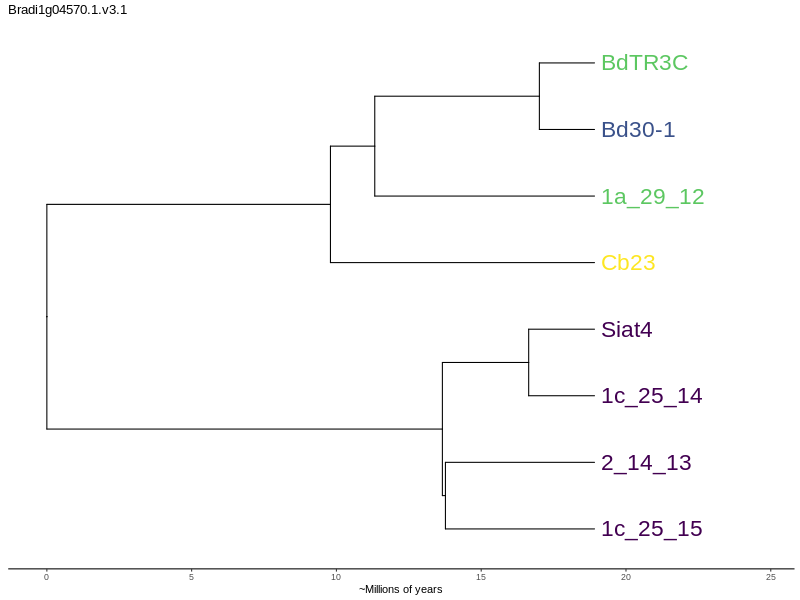 Bradi1g04570.1.v3.1
BdTR3C
Bd30-1
1a_29_12
Cb23
Siat4
1c_25_14
2_14_13
1c_25_15
0 5 10 15 20 25
~Millions of years